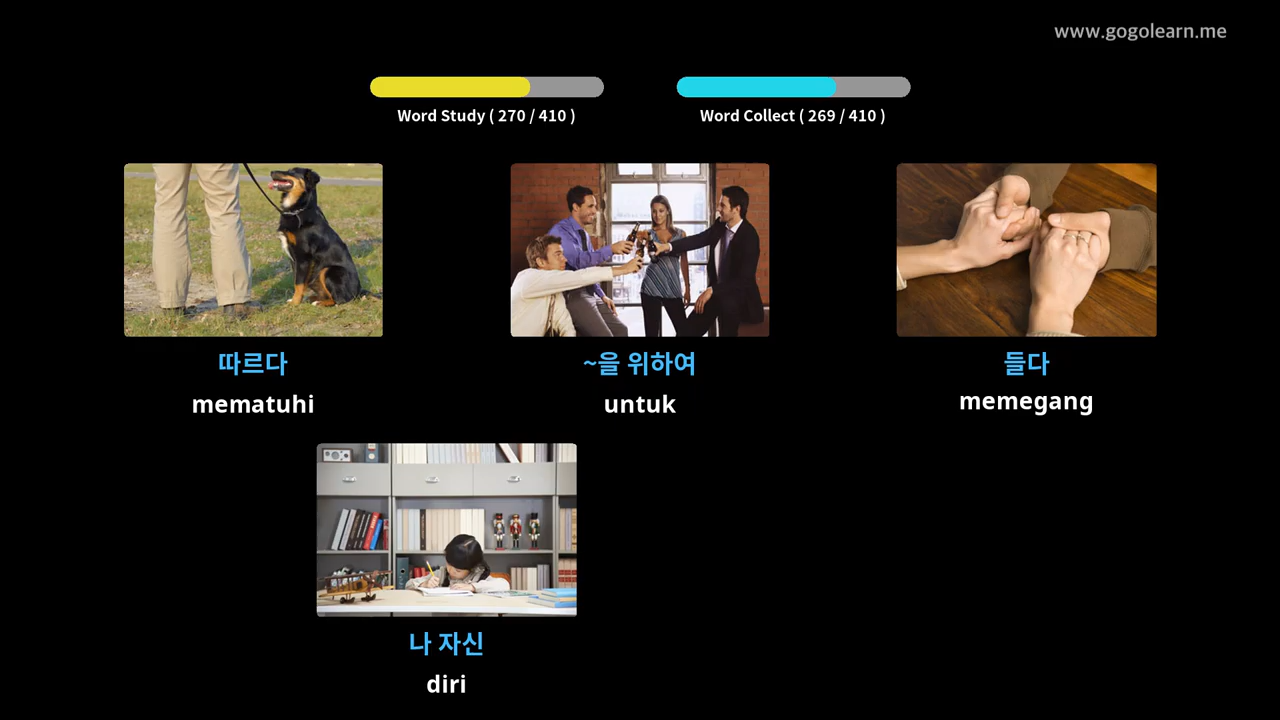 www.gogolearn.me
Word Study ( 270 / 410 )
Word Collect ( 269 / 410 )
따르다
mematuhi
~을 위하여
untuk
들다
memegang
나 자신
diri